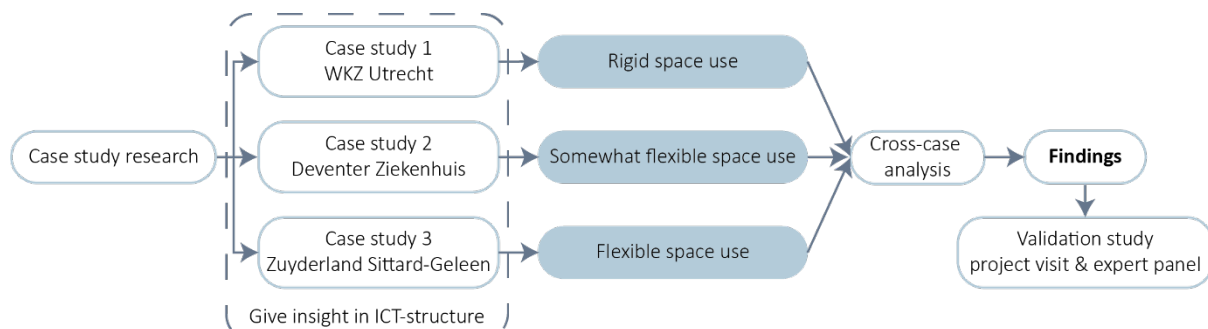 Case study research
Case study 1
WKZ Utrecht
Case study 2
Deventer Ziekenhuis
Case study 3
Zuyderland Sittard-Geleen
Give insight in ICT-structure
Rigid space use
Somewhat flexible space use
Flexible space use
Cross-case
analysis
Findings
Validation study
project visit & expert panel